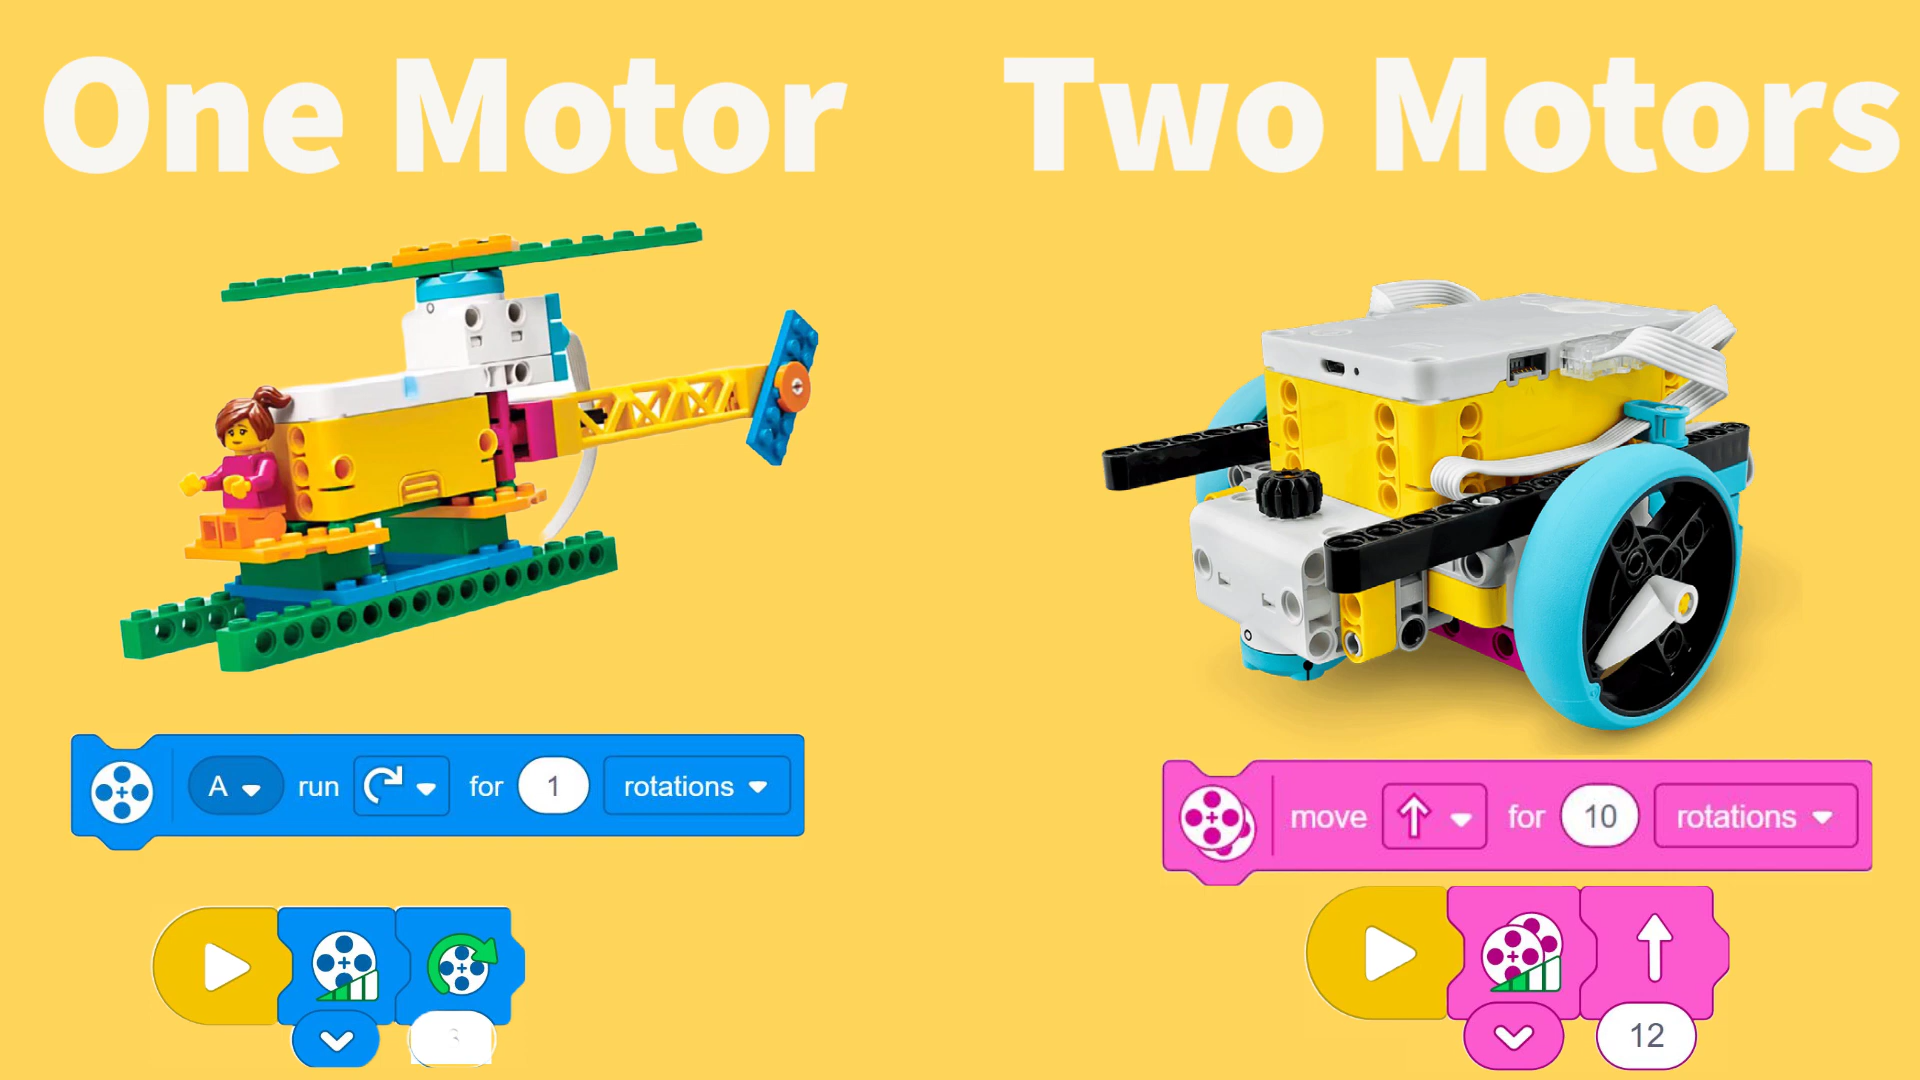 One Motor
Two Motors
A run for 1 rotations
move for 10 rotations
12